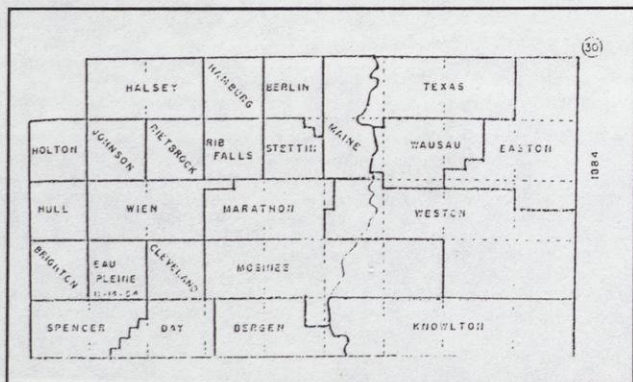 (30)
HALSEY
HAMBURG
BERLIN
TEXAS
HOLTON
JOHNSON
RIETBROCK
RIB
FALLS
STETTIN
MAINE
WAUSAU
EASTON
1884
HULL
WIEN
MARATHON
WESTON
BRIGHTON
EAU
PLEINE
CLEVELAND
MOSINEE
SPENCER
DAY
BERGEN
KNOWLTON